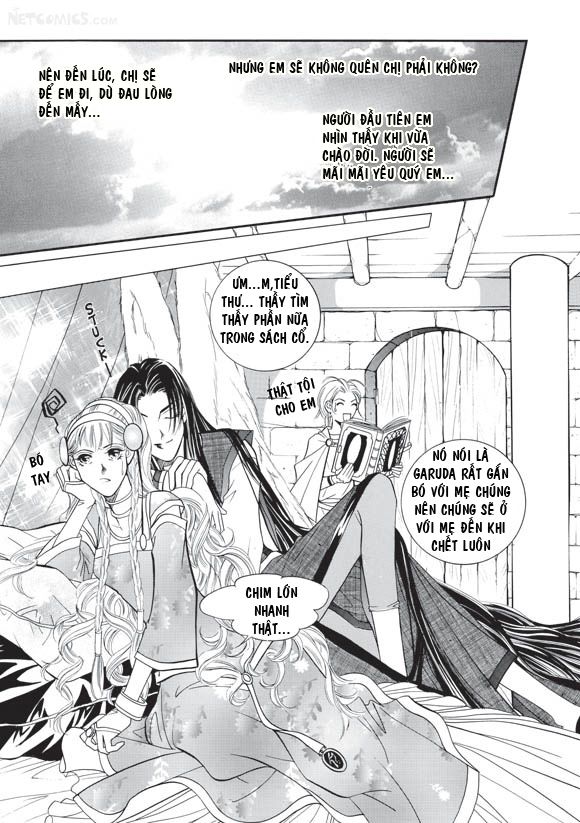 NETCOMICS.COM
NÊN ĐẾN LÚC, CHỊ SẼ
ĐỂ EM ĐI, DÙ ĐAU LÒNG
ĐẾN MẤY...
NHƯNG EM SẼ KHÔNG QUÊN CHỊ PHẢI KHÔNG?
NGƯỜI ĐẦU TIÊN EM
NHÌN THẤY KHI VỪA
CHÀO ĐỜI. NGƯỜI SẼ
MÃI MÃI YÊU QUÝ EM...
ƯM...M,TIỂU
THƯ... THẦY TÌM
THẤY PHẦN NỮA
TRONG SÁCH CỔ.
STUCK!
THẬT TÔI
CHO EM
BÓ
TAY
NÓ NÓI LÀ
GARUDA RẤT GẮN
BÓ VỚI MẸ CHÚNG
NÊN CHÚNG SẼ Ở
VỚI MẸ ĐẾN KHI
CHẾT LUÔN
CHIM LỚN
NHANH
THẬT...